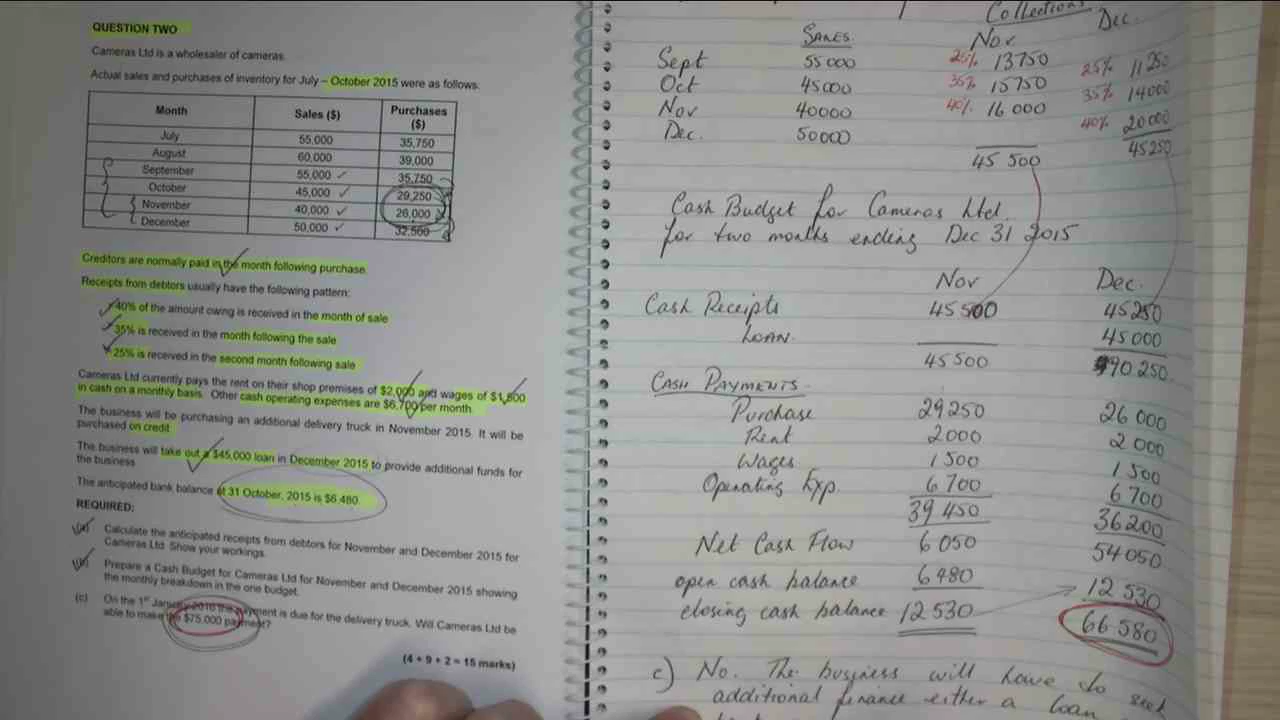 QUESTION TWO
Cameras Ltd is a wholesaler of cameras.
Actual sales and purchases of inventory for July – October 2015 were as follows.
Month Sales ($) Purchases ($)
July 55,000 35,750
August 60,000 39,000
September 55,000 ✓ 35,750
October 45,000 ✓ 29,250
November 40,000 ✓ 26,000
December 50,000 ✓ 32,500
Creditors are normally paid in the month following purchase.
Receipts from debtors usually have the following pattern:
40% of the amount owing is received in the month of sale
35% is received in the month following the sale
25% is received in the second month following sale
Cameras Ltd currently pays the rent on their shop premises of $2,000 and wages of $1,500
in cash on a monthly basis. Other cash operating expenses are $6,700 per month.
The business will be purchasing an additional delivery truck in November 2015. It will be
purchased on credit.
The business will take out a $45,000 loan in December 2015 to provide additional funds for
the business
The anticipated bank balance at 31 October, 2015 is $6,480.
REQUIRED:
(a) Calculate the anticipated receipts from debtors for November and December 2015 for
Cameras Ltd. Show your workings.
(b) Prepare a Cash Budget for Cameras Ltd for November and December 2015 showing
the monthly breakdown in the one budget.
(c) On the 1st January 2016 the payment is due for the delivery truck. Will Cameras Ltd be
able to make the $75,000 payment?
(4 + 9 + 2 = 15 marks)
Collections
SALES Nov Dec.
Sept 55000 25% 13750
Oct 45000 35% 15750 25% 11250
Nov 40000 40% 16000 35% 14000
Dec. 50000 40% 20000
45 500 45250
Cash Budget for Cameras Ltd.
for two months ending Dec 31 2015
Nov Dec.
Cash Receipts 45500 45250
LOAN 45000
45500 90250.
CASH PAYMENTS.
Purchase 29250 26000
Rent 2000 2000
Wages 1500 1500
Operating Exp. 6700 6700
39450 36200
Net Cash Flow 6050 54050
open cash balance 6480 12530
closing cash balance 12530 66580
c) No. The business will have to seek
additional finance either a loan